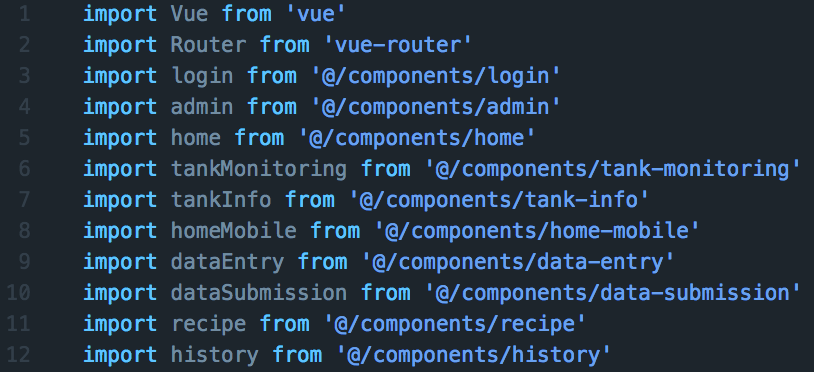 1 import Vue from 'vue'
2 import Router from 'vue-router'
3 import login from '@/components/login'
4 import admin from '@/components/admin'
5 import home from '@/components/home'
6 import tankMonitoring from '@/components/tank-monitoring'
7 import tankInfo from '@/components/tank-info'
8 import homeMobile from '@/components/home-mobile'
9 import dataEntry from '@/components/data-entry'
10 import dataSubmission from '@/components/data-submission'
11 import recipe from '@/components/recipe'
12 import history from '@/components/history'